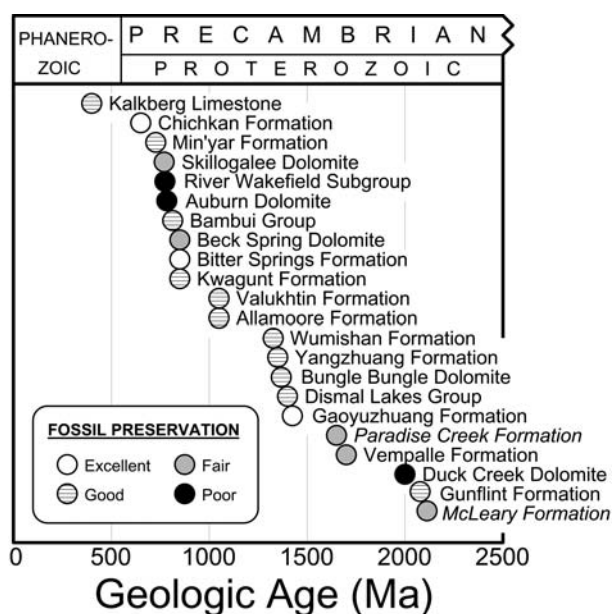 PHANERO-
ZOIC
P R E C A M B R I A N
P R O T E R O Z O I C
Kalkberg Limestone
Chichkan Formation
Min'yar Formation
Skillogalee Dolomite
River Wakefield Subgroup
Auburn Dolomite
Bambui Group
Beck Spring Dolomite
Bitter Springs Formation
Kwagunt Formation
Valukhtin Formation
Allamoore Formation
Wumishan Formation
Yangzhuang Formation
Bungle Bungle Dolomite
Dismal Lakes Group
Gaoyuzhuang Formation
Paradise Creek Formation
Vempalle Formation
Duck Creek Dolomite
Gunflint Formation
McLeary Formation
FOSSIL PRESERVATION
Excellent Fair
Good Poor
0 500 1000 1500 2000 2500
Geologic Age (Ma)